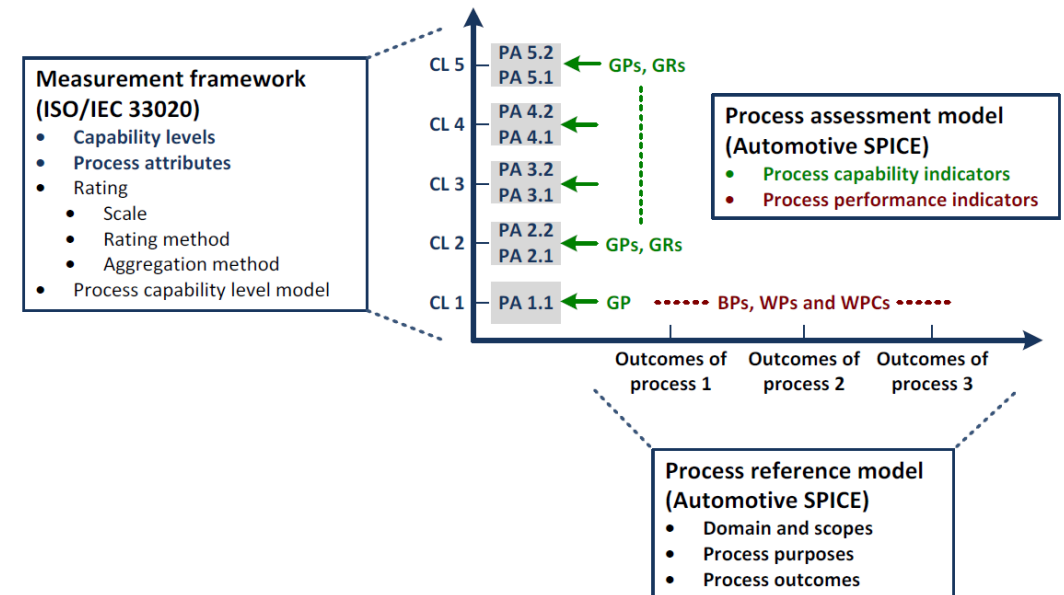 Measurement framework
(ISO/IEC 33020)
• Capability levels
• Process attributes
• Rating
• Scale
• Rating method
• Aggregation method
• Process capability level model
CL 5
PA 5.2
PA 5.1
GPs, GRs
CL 4
PA 4.2
PA 4.1
CL 3
PA 3.2
PA 3.1
CL 2
PA 2.2
PA 2.1
GPs, GRs
CL 1
PA 1.1
GP
BPs, WPs and WPCs
Process assessment model
(Automotive SPICE)
• Process capability indicators
• Process performance indicators
Outcomes of
process 1
Outcomes of
process 2
Outcomes of
process 3
Process reference model
(Automotive SPICE)
• Domain and scopes
• Process purposes
• Process outcomes